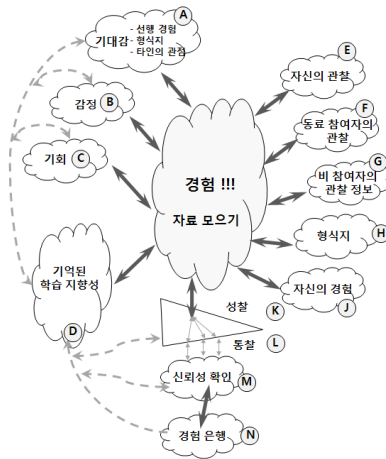 A
- 선행 경험
기대감 - 형식지
- 타인의 관점
E
자신의 관찰
감정 B
F
동료 참여자의
관찰
기회 C
G
비 참여자의
관찰 정보
경험 !!!
자료 모으기
형식지 H
기억된
학습 지향성
자신의 경험
J
D
성찰 K
통찰 L
신뢰성 확인 M
경험 은행 N